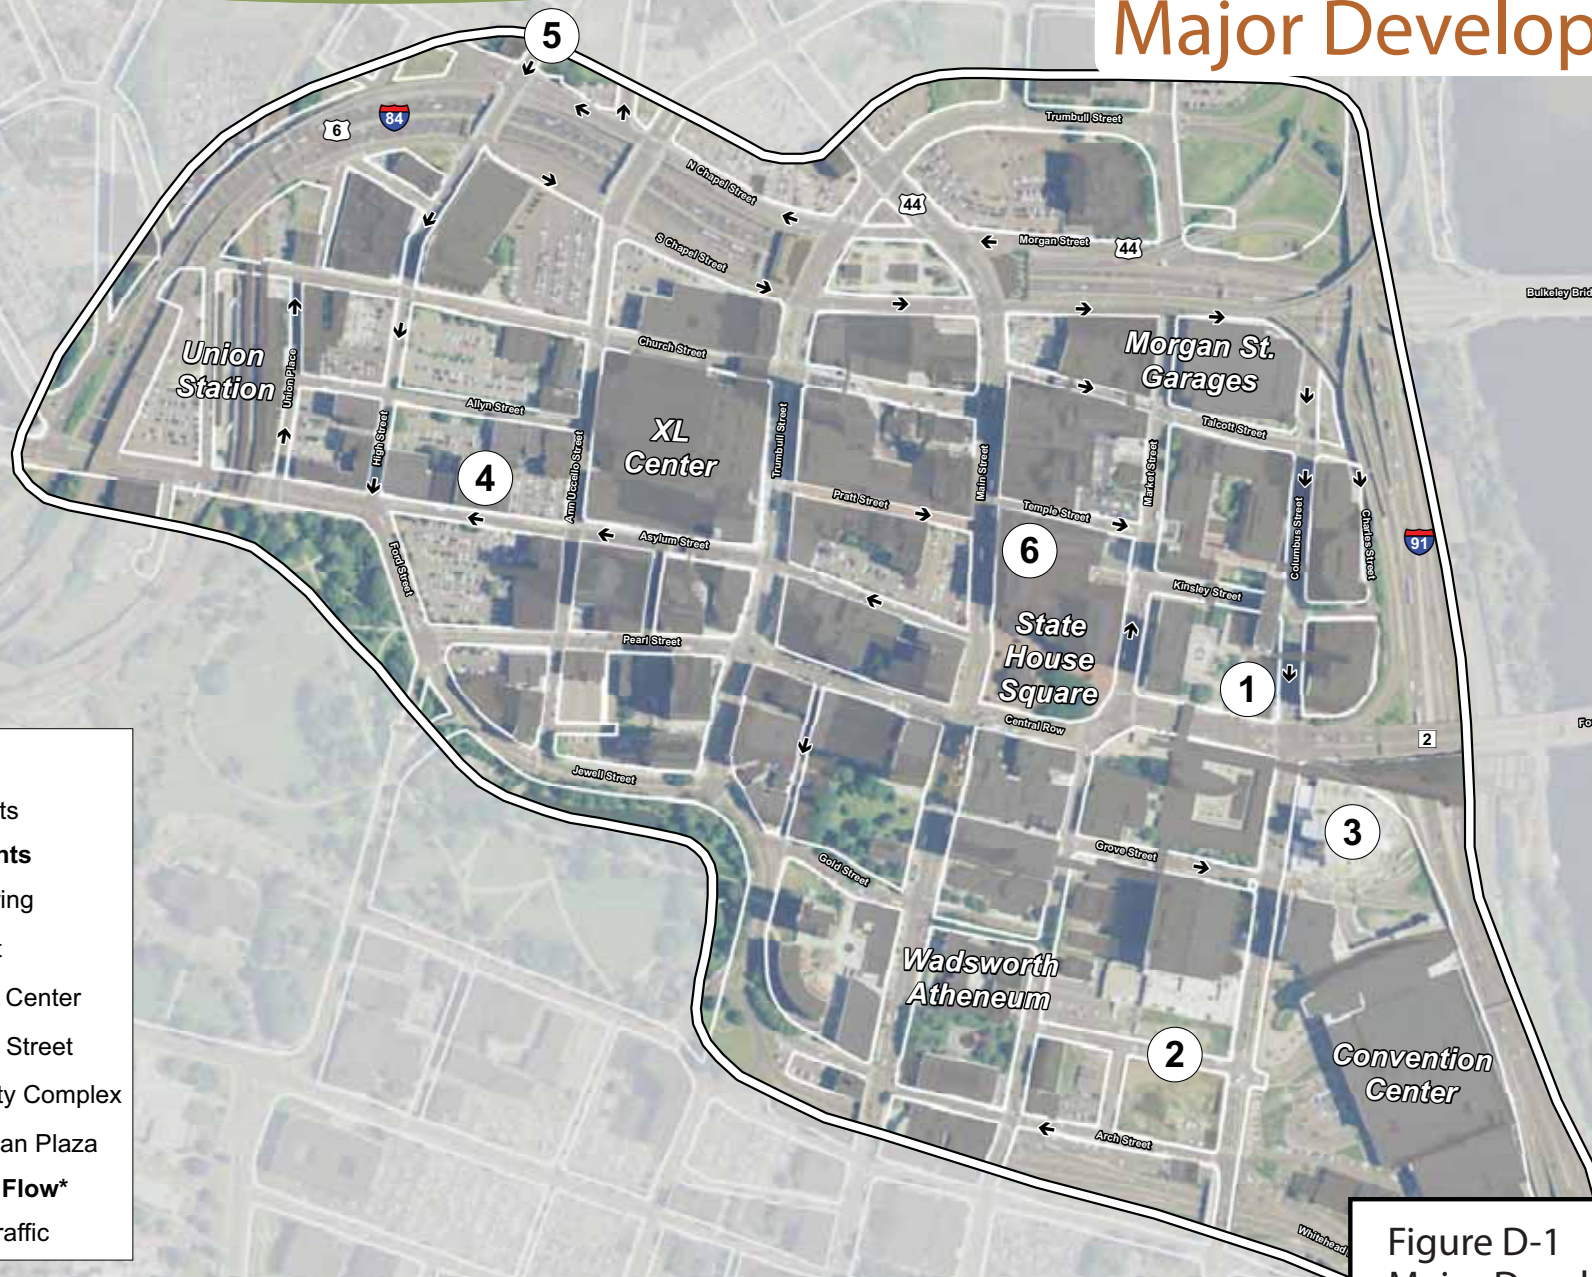 Major Develop
5
84
6
Trumbull Street
N Chapel Street
44
Morgan Street
44
S Chapel Street
Bulkeley Brid
Union
Station
Union Place
Church Street
Morgan St.
Garages
Allyn Street
High Street
XL
Center
Trumbull Street
Talcott Street
Ann Uccello Street
Main Street
Market Street
4
Pratt Street
Temple Street
Columbus Street
Charles Street
Asylum Street
6
91
Ford Street
Kinsley Street
Pearl Street
State
House
Square
1
Central Row
2
Fo
Jewell Street
3
Grove Street
Gold Street
Wadsworth
Atheneum
2
Convention
Center
Arch Street
Whitehead
ts
nts
ring
t
Center
Street
ty Complex
an Plaza
Flow*
raffic
Figure D-1